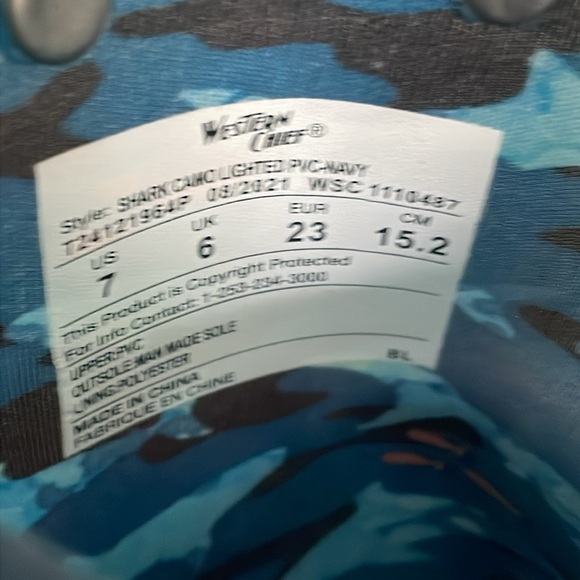 WESTERN
CHIEF®
Style: SHARK CAMO LIGHTED PVC-NAVY
T24121964P 08/2021 WSC 1110487
US UK EUR CM
7 6 23 15.2
This Product is Copyright Protected
For Info Contact: 1-253-234-3000
UPPER:PVC
OUTSOLE:MAN MADE SOLE
LINING:POLYESTER
BL
MADE IN CHINA
FABRIQUE EN CHINE